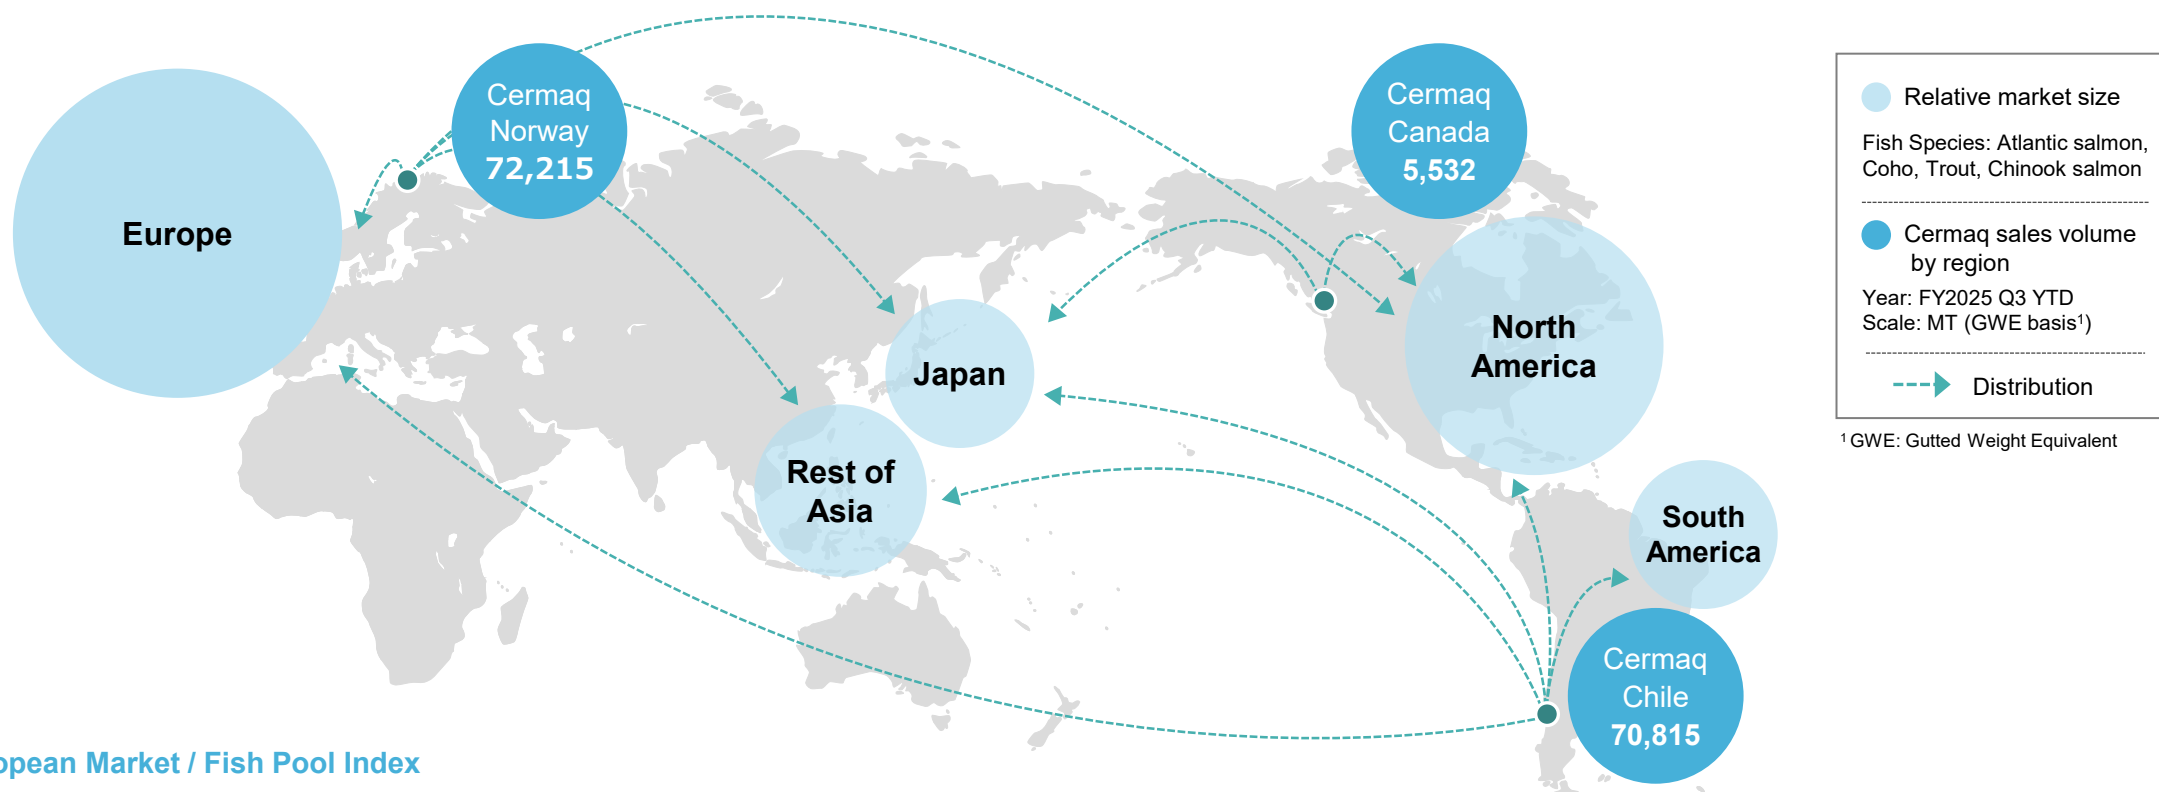 Cermaq
Norway
72,215
Cermaq
Canada
5,532
Europe
Japan
North
America
Rest of
Asia
South
America
Cermaq
Chile
70,815
Relative market size
Fish Species: Atlantic salmon,
Coho, Trout, Chinook salmon
Cermaq sales volume
by region
Year: FY2025 Q3 YTD
Scale: MT (GWE basis¹)
Distribution
¹ GWE: Gutted Weight Equivalent
opean Market / Fish Pool Index